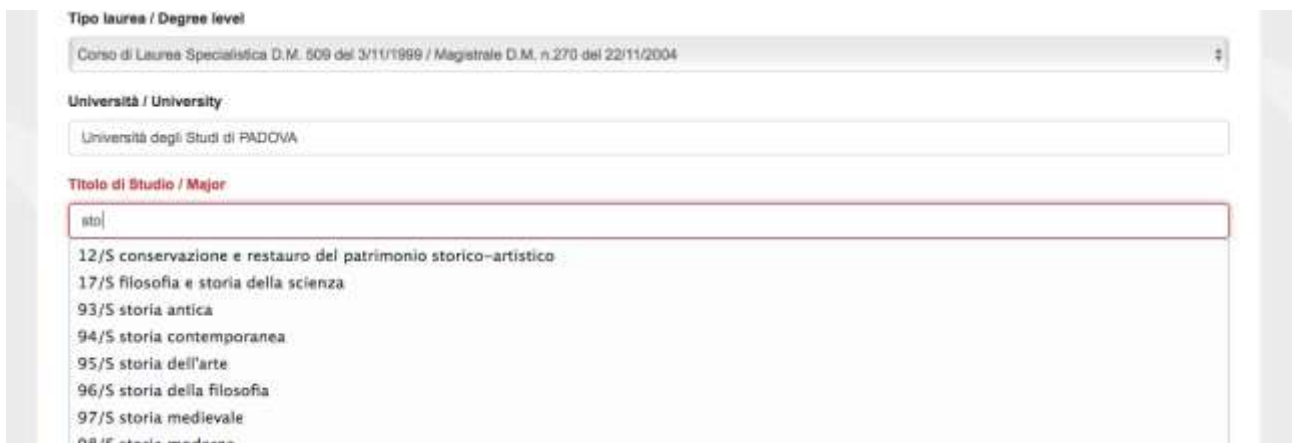 Tipo laurea / Degree level
Corso di Laurea Specialistica D.M. 509 del 3/11/1999 / Magistrale D.M. n.270 del 22/11/2004
Università / University
Università degli Studi di PADOVA
Titolo di Studio / Major
sto
12/S conservazione e restauro del patrimonio storico-artistico
17/S filosofia e storia della scienza
93/S storia antica
94/S storia contemporanea
95/S storia dell'arte
96/S storia della filosofia
97/S storia medievale
98/S storia moderna